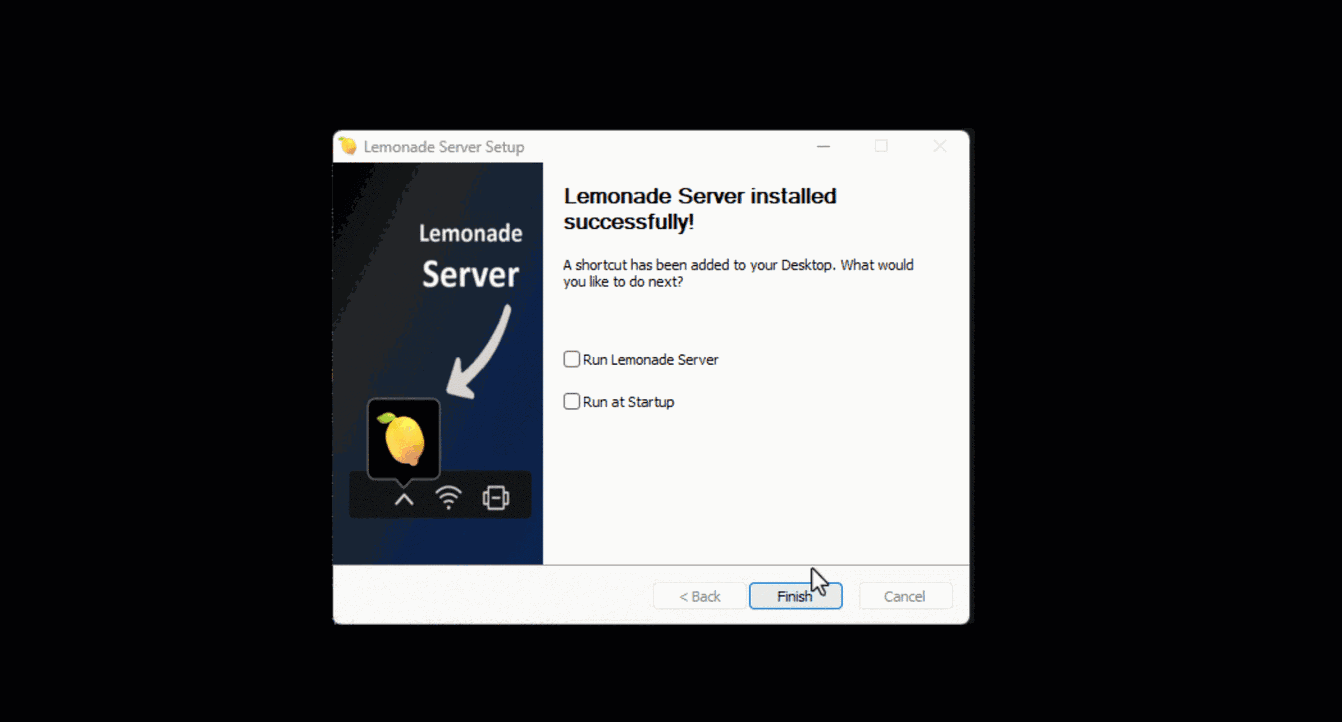 Lemonade Server Setup
Lemonade
Server
Lemonade Server installed
successfully!
A shortcut has been added to your Desktop. What would
you like to do next?
Run Lemonade Server
Run at Startup
< Back
Finish
Cancel